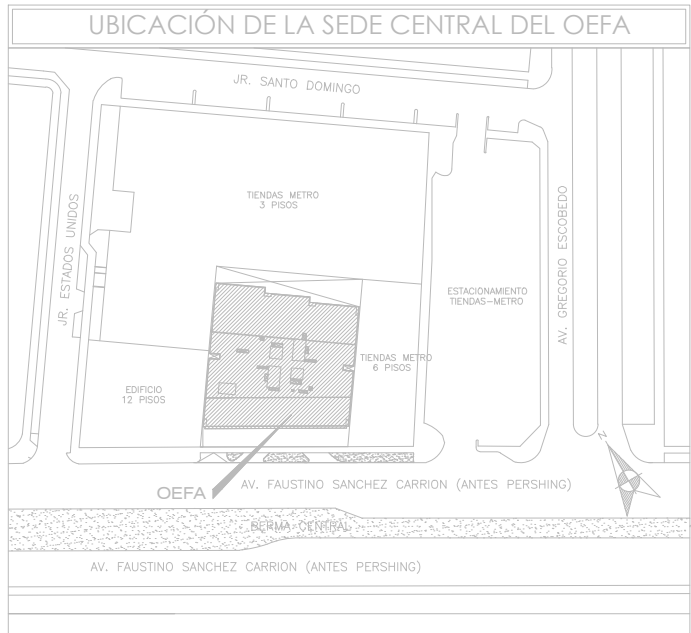 UBICACIÓN DE LA SEDE CENTRAL DEL OEFA
JR. SANTO DOMINGO
TIENDAS METRO
3 PISOS
JR. ESTADOS UNIDOS
AV. GREGORIO ESCOBEDO
ESTACIONAMIENTO
TIENDAS-METRO
TIENDAS METRO
6 PISOS
EDIFICIO
12 PISOS
N
OEFA
AV. FAUSTINO SANCHEZ CARRION (ANTES PERSHING)
BERMA CENTRAL
AV. FAUSTINO SANCHEZ CARRION (ANTES PERSHING)